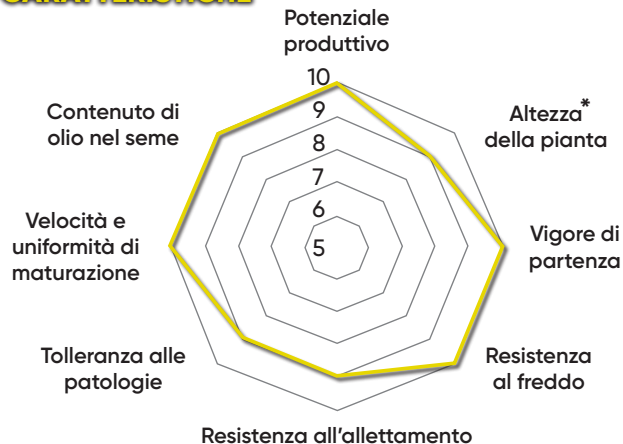 CARATTERISTICHE
Potenziale
produttivo
10
9
8
7
6
5
Altezza*
della pianta
Vigore di
partenza
Resistenza
al freddo
Resistenza all'allettamento
Tolleranza alle
patologie
Velocità e
uniformità di
maturazione
Contenuto di
olio nel seme